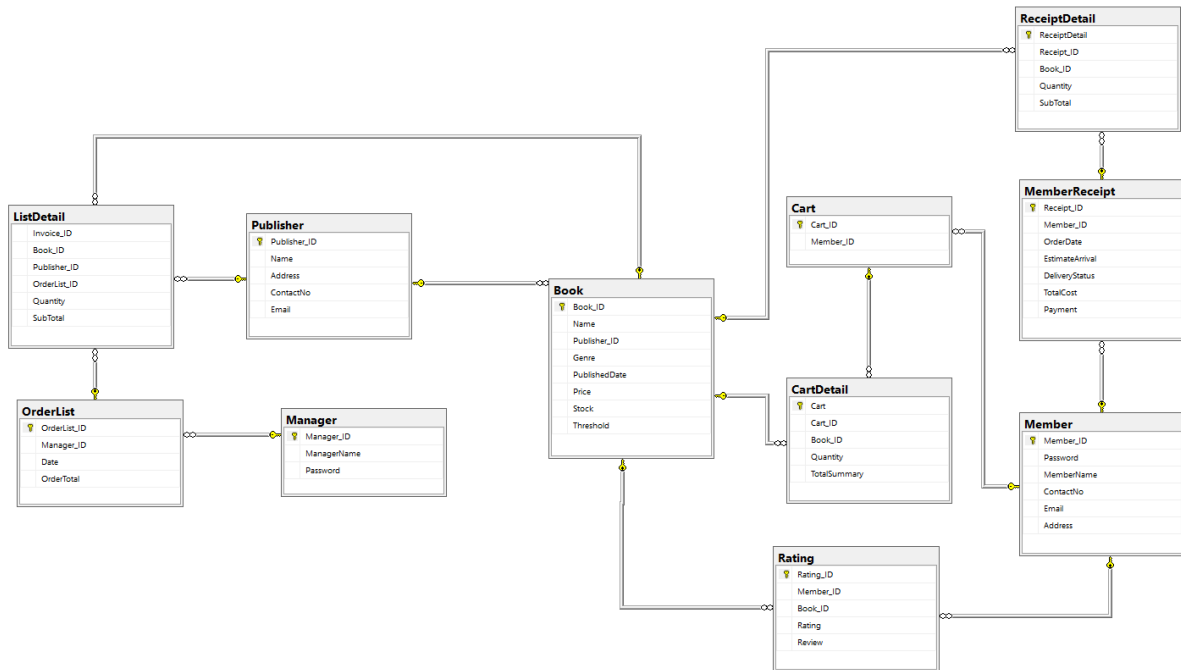 ReceiptDetail
ReceiptDetail
Receipt_ID
Book_ID
Quantity
SubTotal
ListDetail
Invoice_ID
Book_ID
Publisher_ID
OrderList_ID
Quantity
SubTotal
Publisher
Publisher_ID
Name
Address
ContactNo
Email
Cart
Cart_ID
Member_ID
MemberReceipt
Receipt_ID
Member_ID
OrderDate
EstimateArrival
DeliveryStatus
TotalCost
Payment
Book
Book_ID
Name
Publisher_ID
Genre
PublishedDate
Price
Stock
Threshold
OrderList
OrderList_ID
Manager_ID
Date
OrderTotal
Manager
Manager_ID
ManagerName
Password
CartDetail
Cart
Cart_ID
Book_ID
Quantity
TotalSummary
Member
Member_ID
Password
MemberName
ContactNo
Email
Address
Rating
Rating_ID
Member_ID
Book_ID
Rating
Review